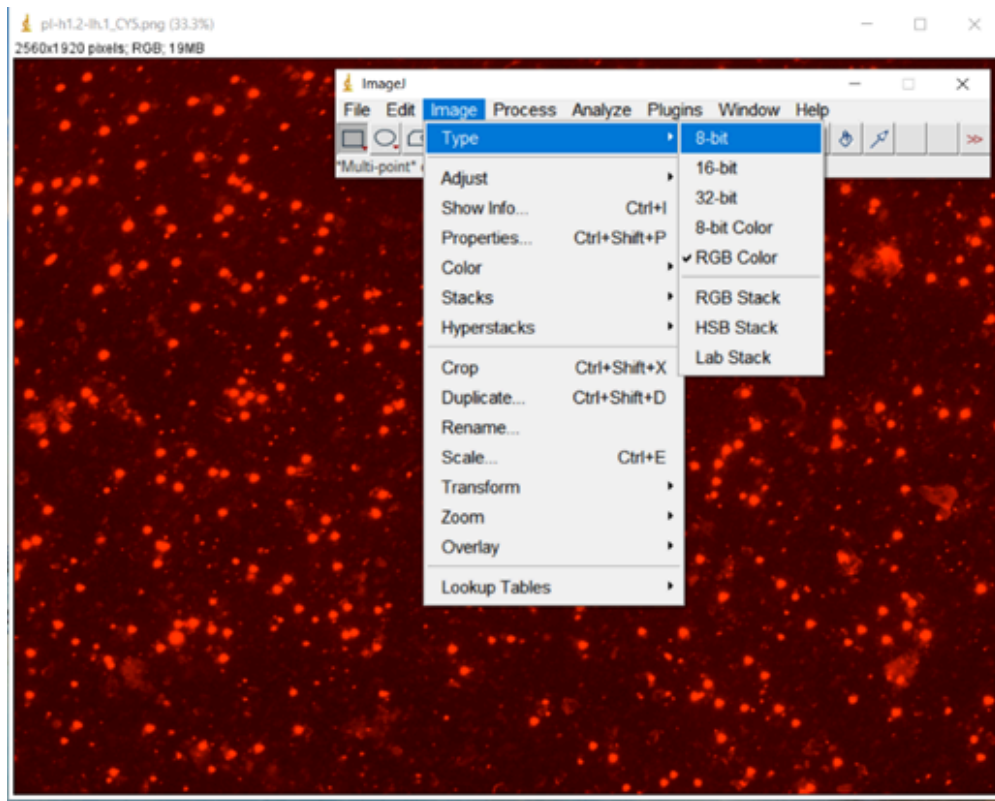 pl-h1.2-lh.1_CY5.png (33.3%)
2560x1920 pixels; RGB; 19MB
ImageJ
File Edit Image Process Analyze Plugins Window Help
>>
"Multi-point"
Type
Adjust
Show Info... Ctrl+I
Properties... Ctrl+Shift+P
Color
Stacks
Hyperstacks
Crop Ctrl+Shift+X
Duplicate... Ctrl+Shift+D
Rename...
Scale... Ctrl+E
Transform
Zoom
Overlay
Lookup Tables
8-bit
16-bit
32-bit
8-bit Color
RGB Color
RGB Stack
HSB Stack
Lab Stack